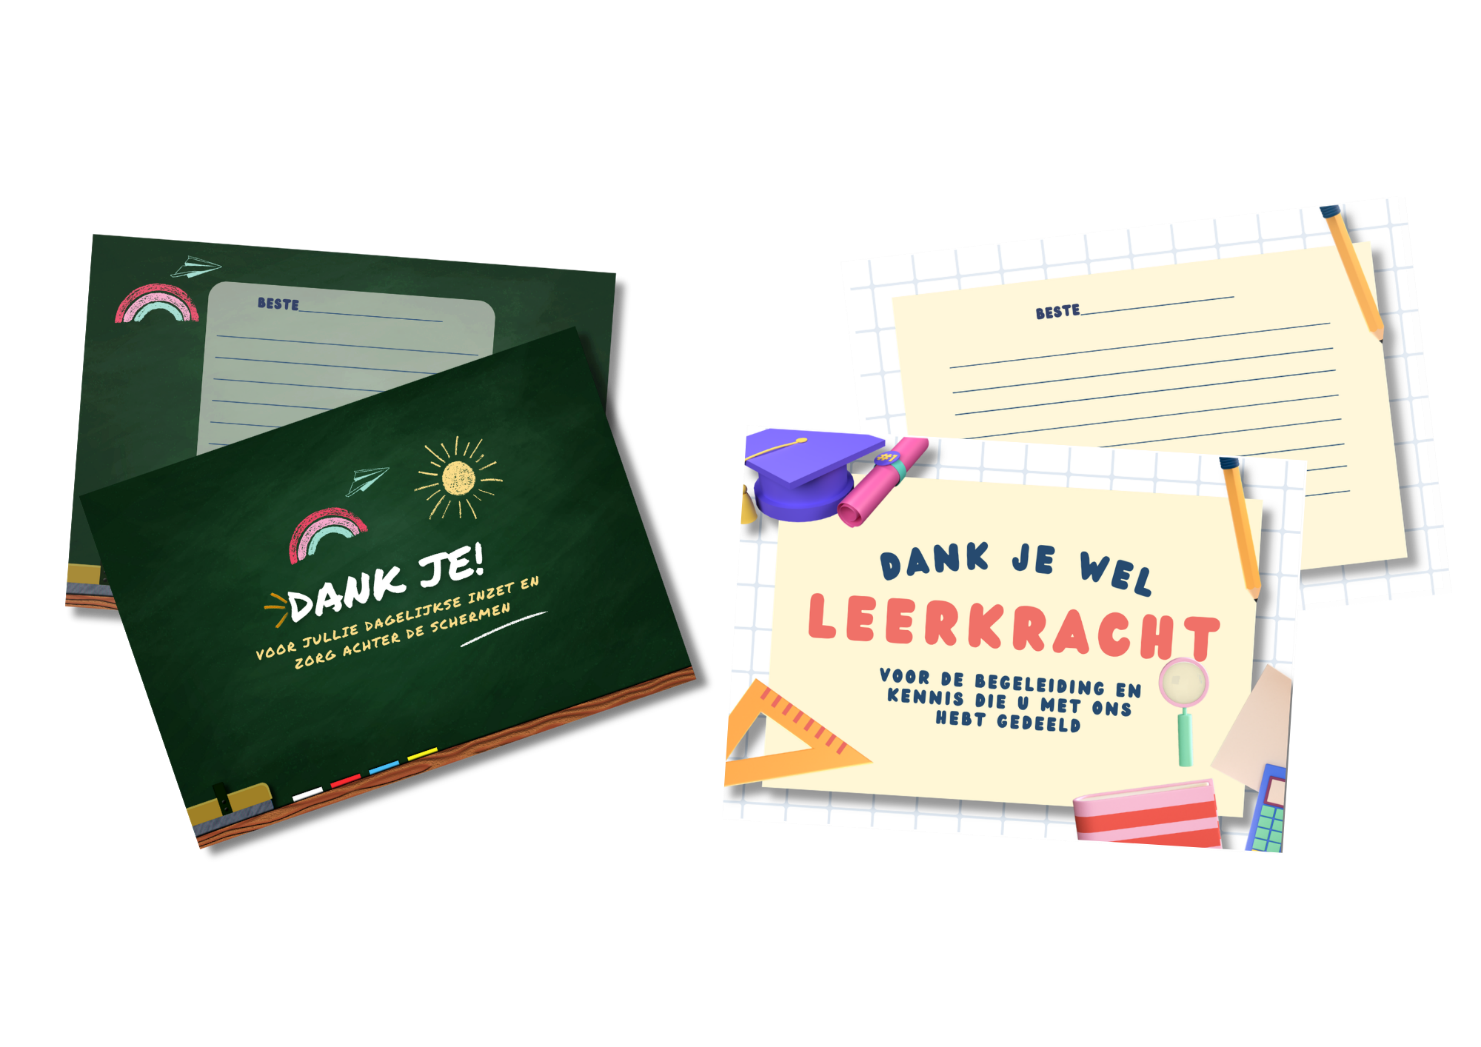 BESTE
DANK JE!
VOOR JULLIE DAGELIJKSE INZET EN
ZORG ACHTER DE SCHERMEN
BESTE
#1
DANK JE WEL
LEERKRACHT
VOOR DE BEGELEIDING EN
KENNIS DIE U MET ONS
HEBT GEDEELD